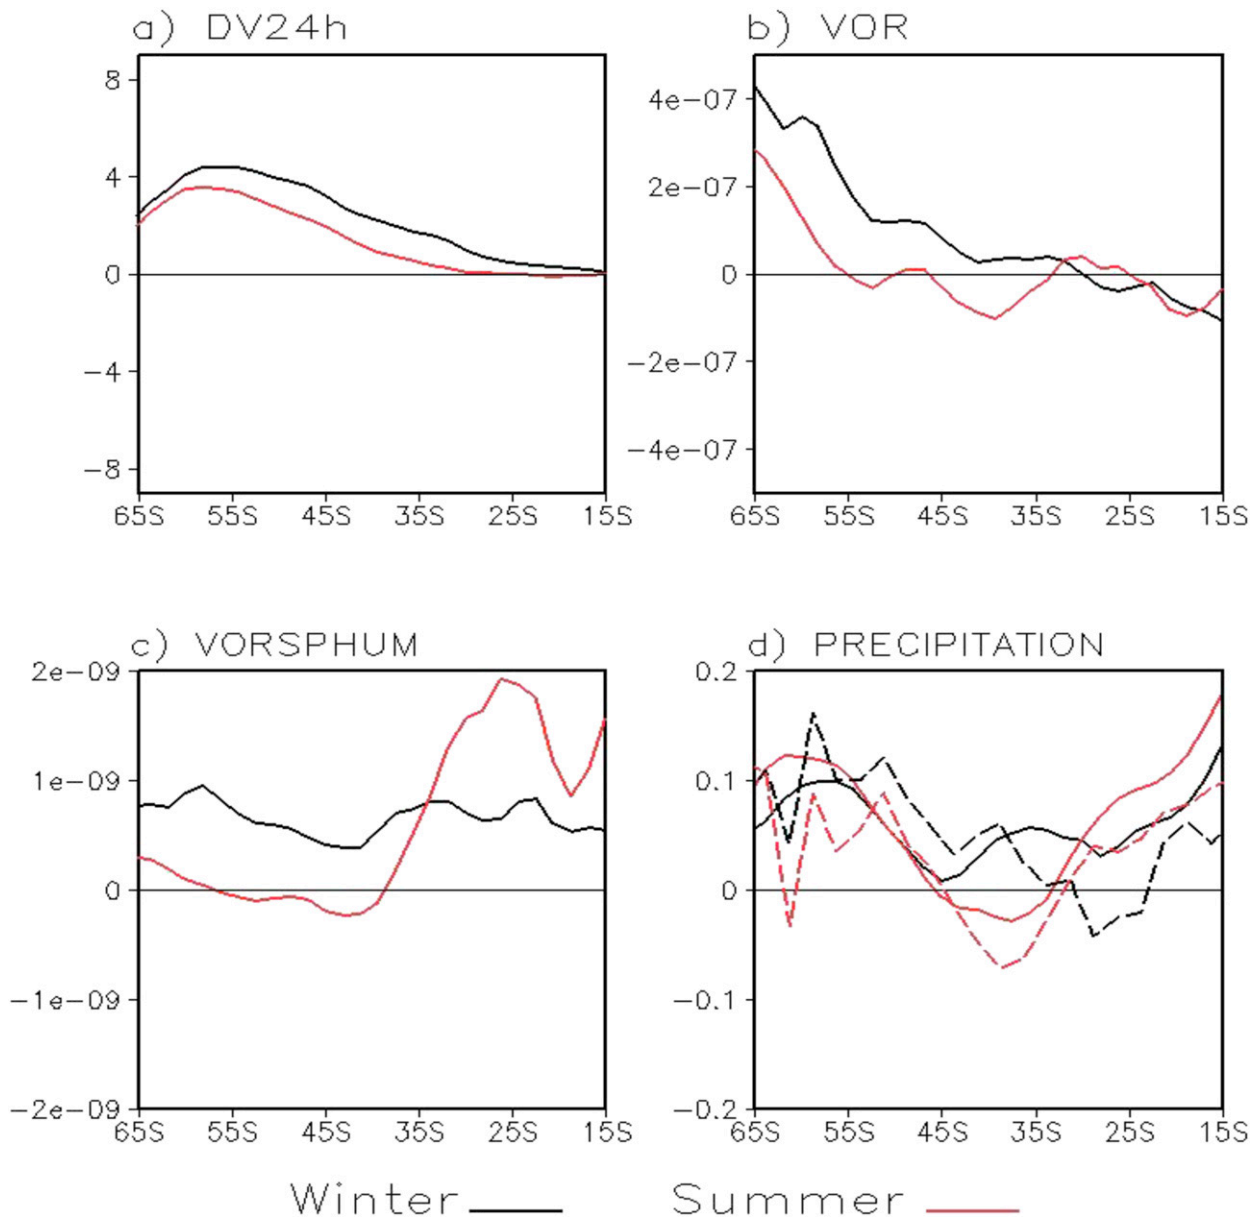 a) DV24h
8
4
0
−4
−8
65S 55S 45S 35S 25S 15S
b) VOR
4e−07
2e−07
0
−2e−07
−4e−07
65S 55S 45S 35S 25S 15S
c) VORSPHUM
2e−09
1e−09
0
−1e−09
−2e−09
65S 55S 45S 35S 25S 15S
d) PRECIPITATION
0.2
0.1
0
−0.1
−0.2
65S 55S 45S 35S 25S 15S
Winter Summer